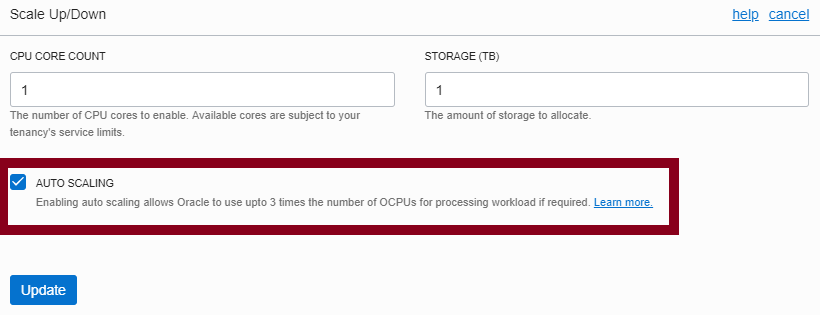 Scale Up/Down
help cancel
CPU CORE COUNT
1
The number of CPU cores to enable. Available cores are subject to your
tenancy's service limits.
STORAGE (TB)
1
The amount of storage to allocate.
AUTO SCALING
Enabling auto scaling allows Oracle to use upto 3 times the number of OCPUs for processing workload if required. Learn more.
Update